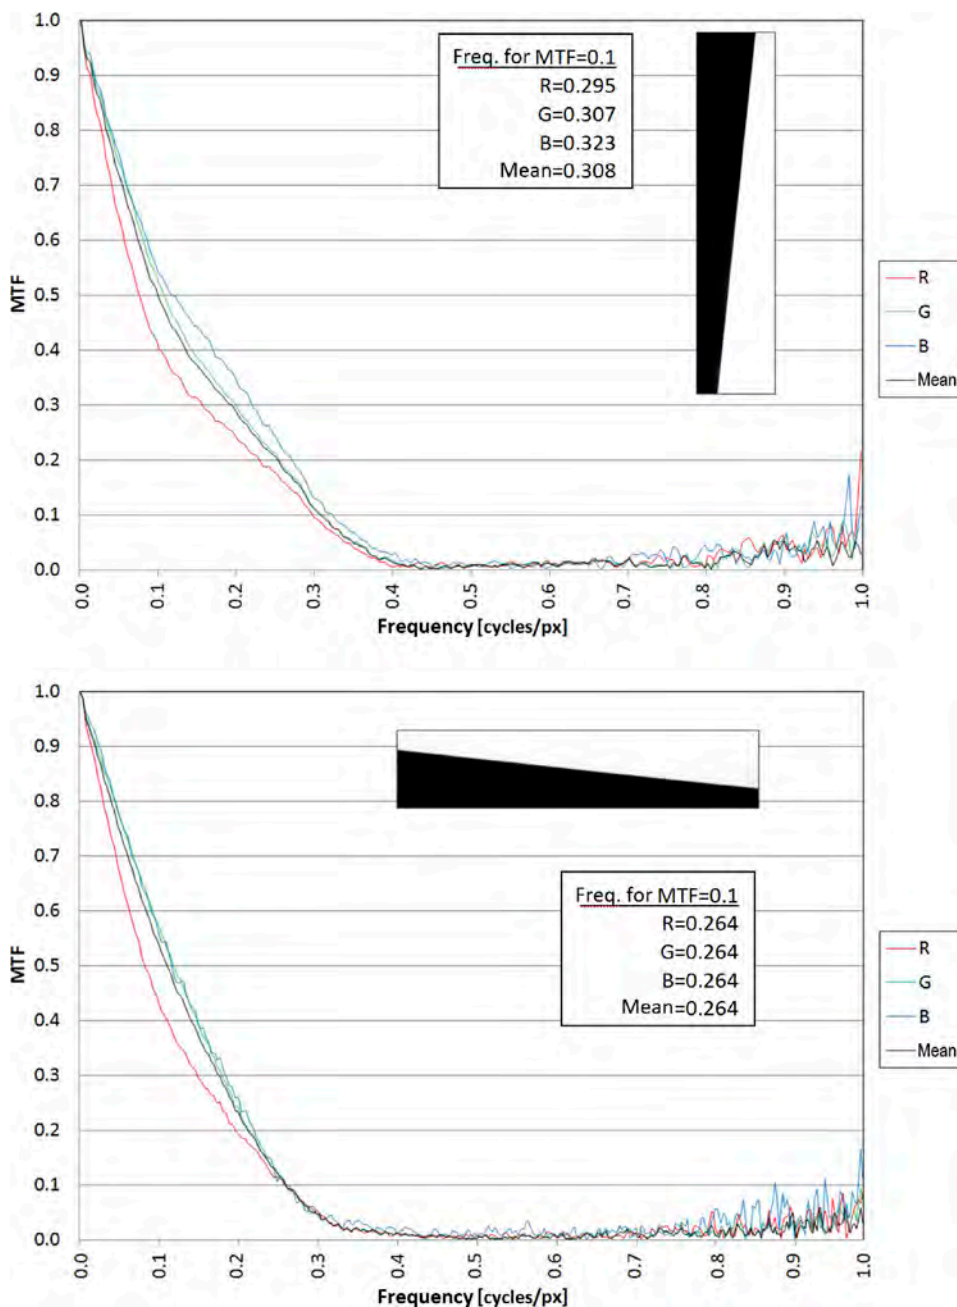 1.0
0.9
0.8
0.7
0.6
0.5
0.4
0.3
0.2
0.1
0.0
MTF
Freq. for MTF=0.1
R=0.295
G=0.307
B=0.323
Mean=0.308
R
G
B
Mean
0.0 0.1 0.2 0.3 0.4 0.5 0.6 0.7 0.8 0.9 1.0
Frequency [cycles/px]
1.0
0.9
0.8
0.7
0.6
0.5
0.4
0.3
0.2
0.1
0.0
MTF
Freq. for MTF=0.1
R=0.264
G=0.264
B=0.264
Mean=0.264
R
G
B
Mean
0.0 0.1 0.2 0.3 0.4 0.5 0.6 0.7 0.8 0.9 1.0
Frequency [cycles/px]